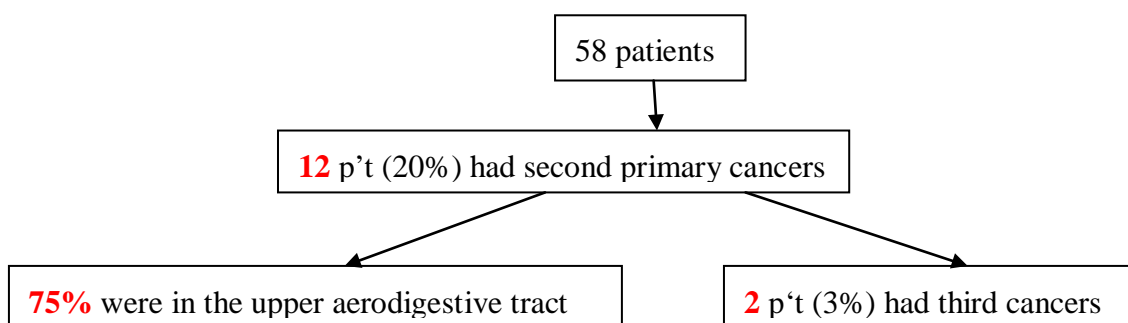 58 patients
12 p’t (20%) had second primary cancers
75% were in the upper aerodigestive tract
2 p‘t (3%) had third cancers